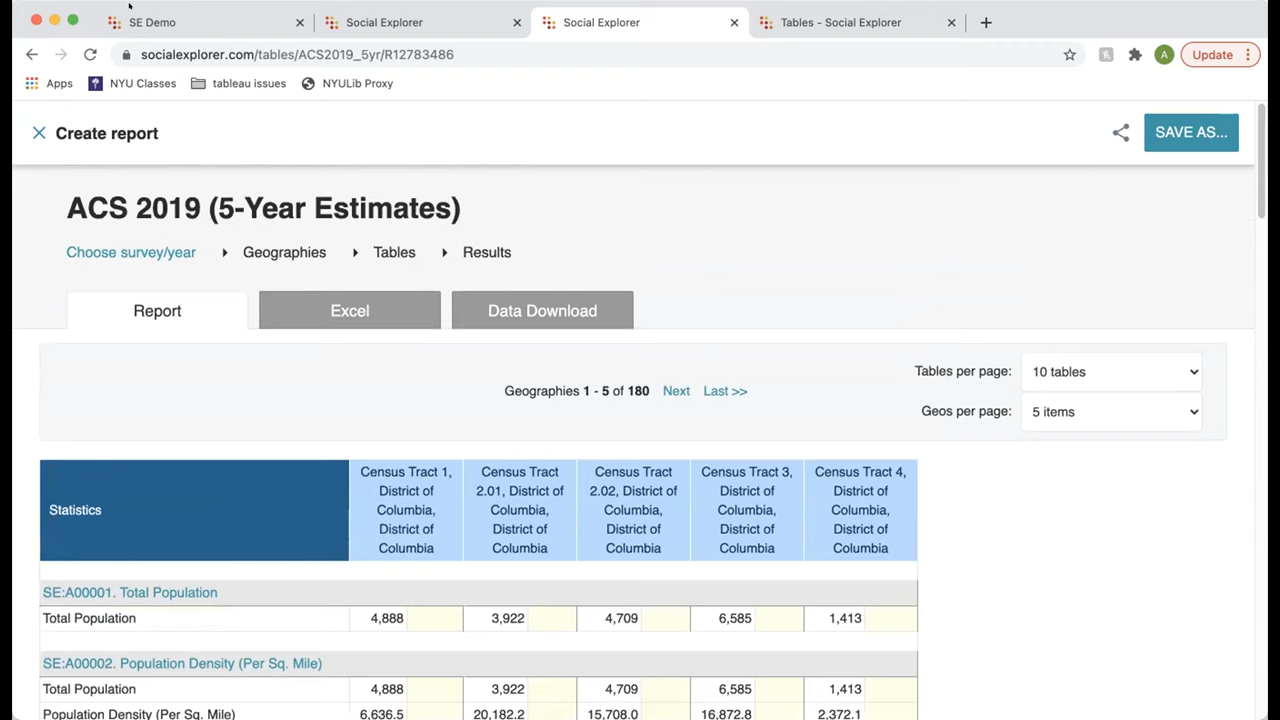 SE Demo
Social Explorer
Social Explorer
Tables - Social Explorer
socialexplorer.com/tables/ACS2019_5yr/R12783486
A
Update
Apps
NYU Classes
tableau issues
NYULib Proxy
Create report
SAVE AS...
ACS 2019 (5-Year Estimates)
Choose survey/year Geographies Tables Results
Report
Excel
Data Download
Geographies 1 - 5 of 180 Next Last >>
Tables per page: 10 tables
Geos per page: 5 items
Statistics
Census Tract 1,
District of
Columbia,
District of
Columbia
Census Tract
2.01, District of
Columbia,
District of
Columbia
Census Tract
2.02, District of
Columbia,
District of
Columbia
Census Tract 3,
District of
Columbia,
District of
Columbia
Census Tract 4,
District of
Columbia,
District of
Columbia
SE:A00001. Total Population
Total Population 4,888 3,922 4,709 6,585 1,413
SE:A00002. Population Density (Per Sq. Mile)
Total Population 4,888 3,922 4,709 6,585 1,413
Population Density (Per Sq. Mile) 6,636.5 20,182.2 15,708.0 16,872.8 2,372.1